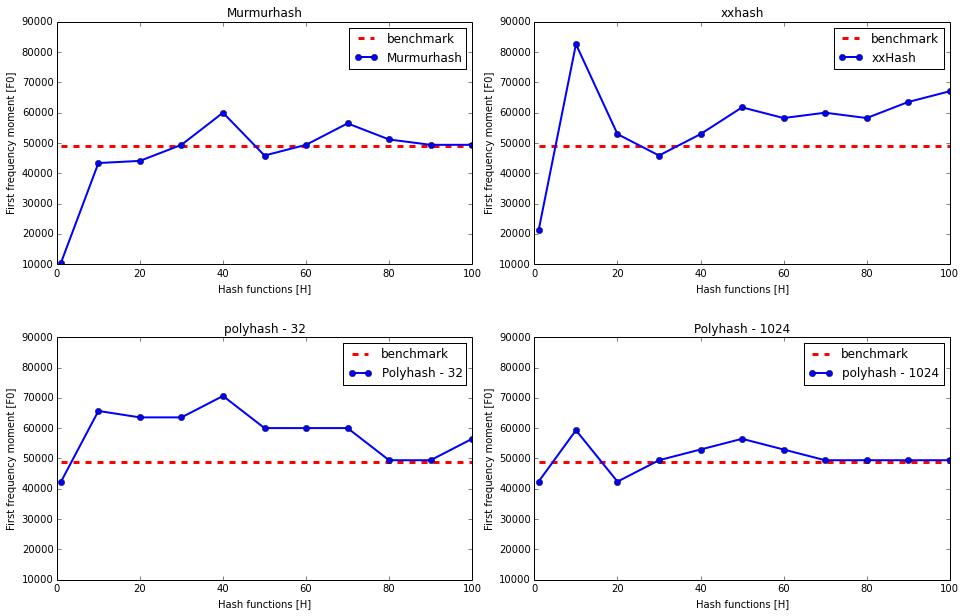 Murmurhash
benchmark
Murmurhash
First frequency moment [F0]
90000
80000
70000
60000
50000
40000
30000
20000
10000
0 20 40 60 80 100
Hash functions [H]
xxhash
benchmark
xxHash
First frequency moment [F0]
90000
80000
70000
60000
50000
40000
30000
20000
10000
0 20 40 60 80 100
Hash functions [H]
polyhash - 32
benchmark
Polyhash - 32
First frequency moment [F0]
90000
80000
70000
60000
50000
40000
30000
20000
10000
0 20 40 60 80 100
Hash functions [H]
Polyhash - 1024
benchmark
polyhash - 1024
First frequency moment [F0]
90000
80000
70000
60000
50000
40000
30000
20000
10000
0 20 40 60 80 100
Hash functions [H]